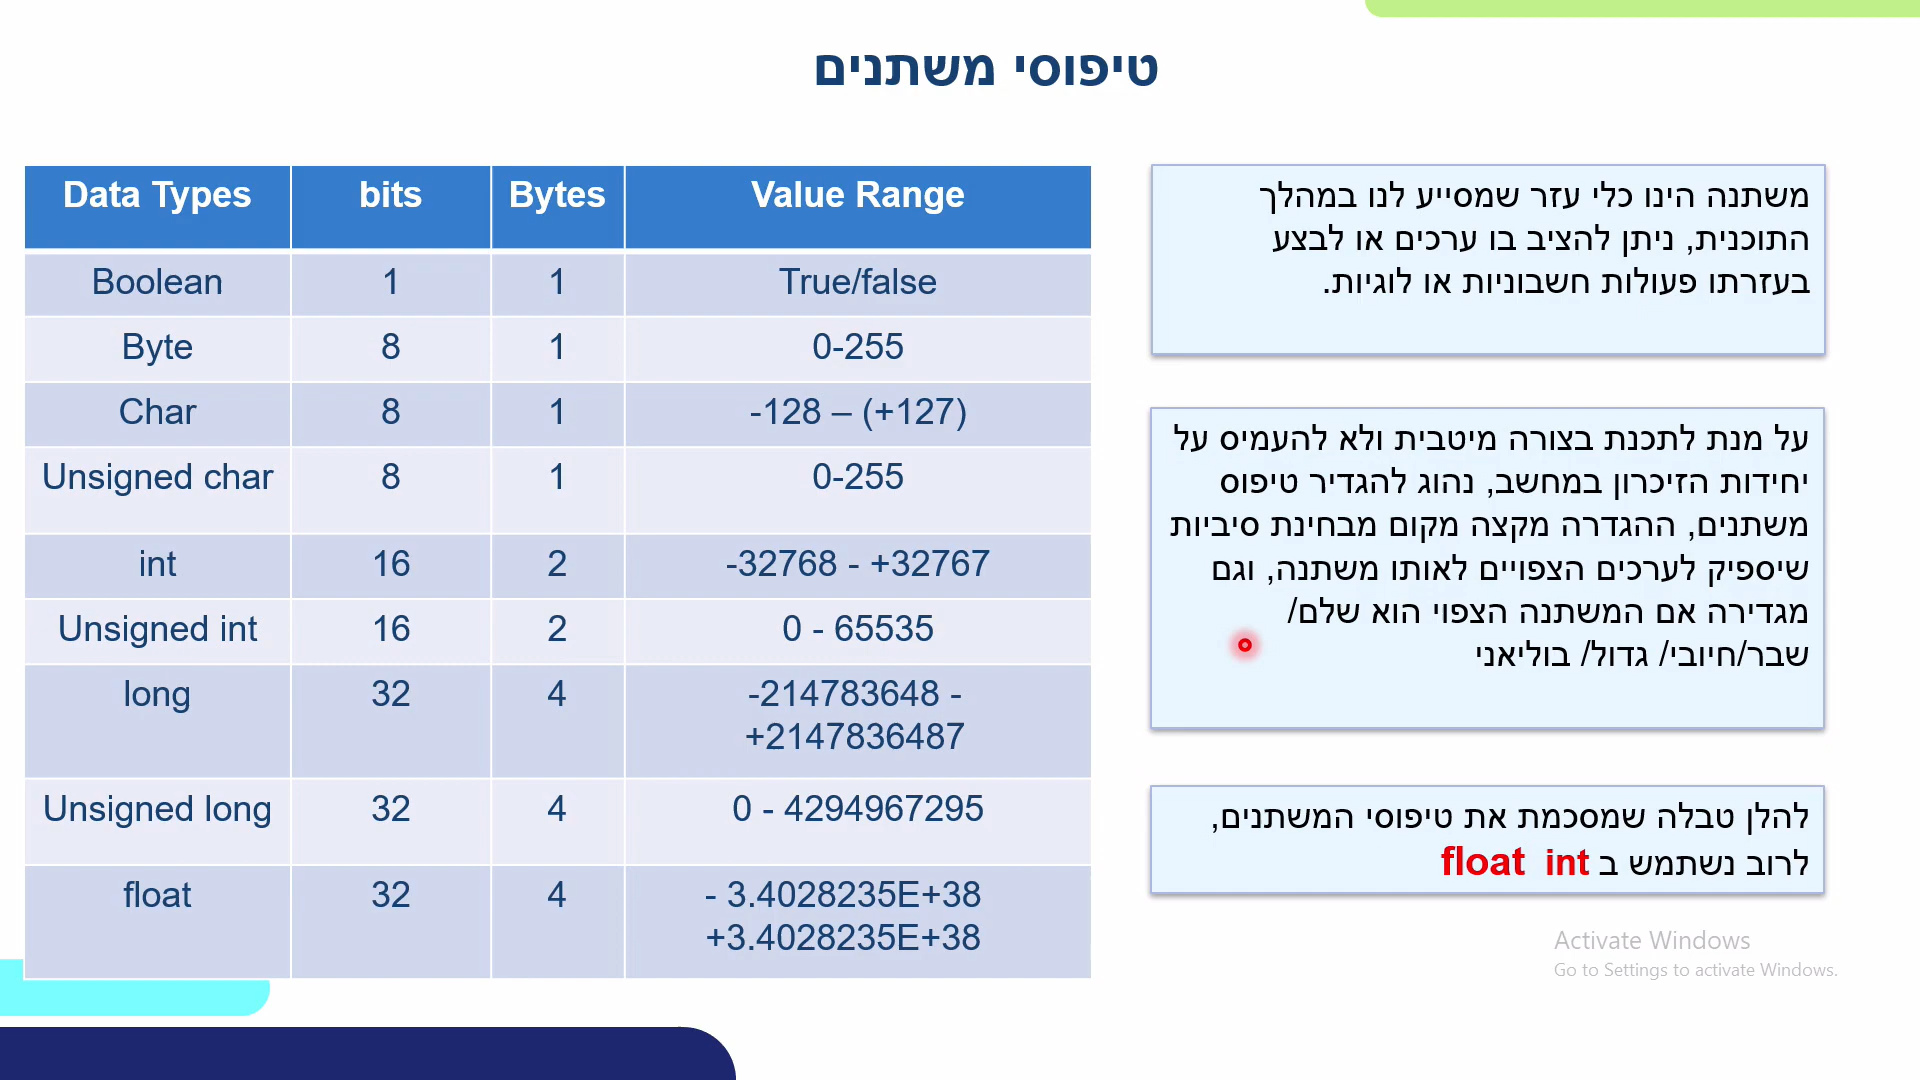 טיפוסי משתנים
Data Types bits Bytes Value Range
Boolean 1 1 True/false
Byte 8 1 0-255
Char 8 1 -128 – (+127)
Unsigned char 8 1 0-255
int 16 2 -32768 - +32767
Unsigned int 16 2 0 - 65535
long 32 4 -214783648 -
+2147836487
Unsigned long 32 4 0 - 4294967295
float 32 4 - 3.4028235E+38
+3.4028235E+38
משתנה הינו כלי עזר שמסייע לנו במהלך
התוכנית, ניתן להציב בו ערכים או לבצע
בעזרתו פעולות חשבוניות או לוגיות.
על מנת לתכנת בצורה מיטבית ולא להעמיס על
יחידות הזיכרון במחשב, נהוג להגדיר טיפוס
משתנים, ההגדרה מקצה מקום מבחינת סיביות
שיספיק לערכים הצפויים לאותו משתנה, וגם
מגדירה אם המשתנה הצפוי הוא שלם/
שבר/חיובי/ גדול/ בוליאני
להלן טבלה שמסכמת את טיפוסי המשתנים,
לרוב נשתמש ב float int
Activate Windows
Go to Settings to activate Windows.